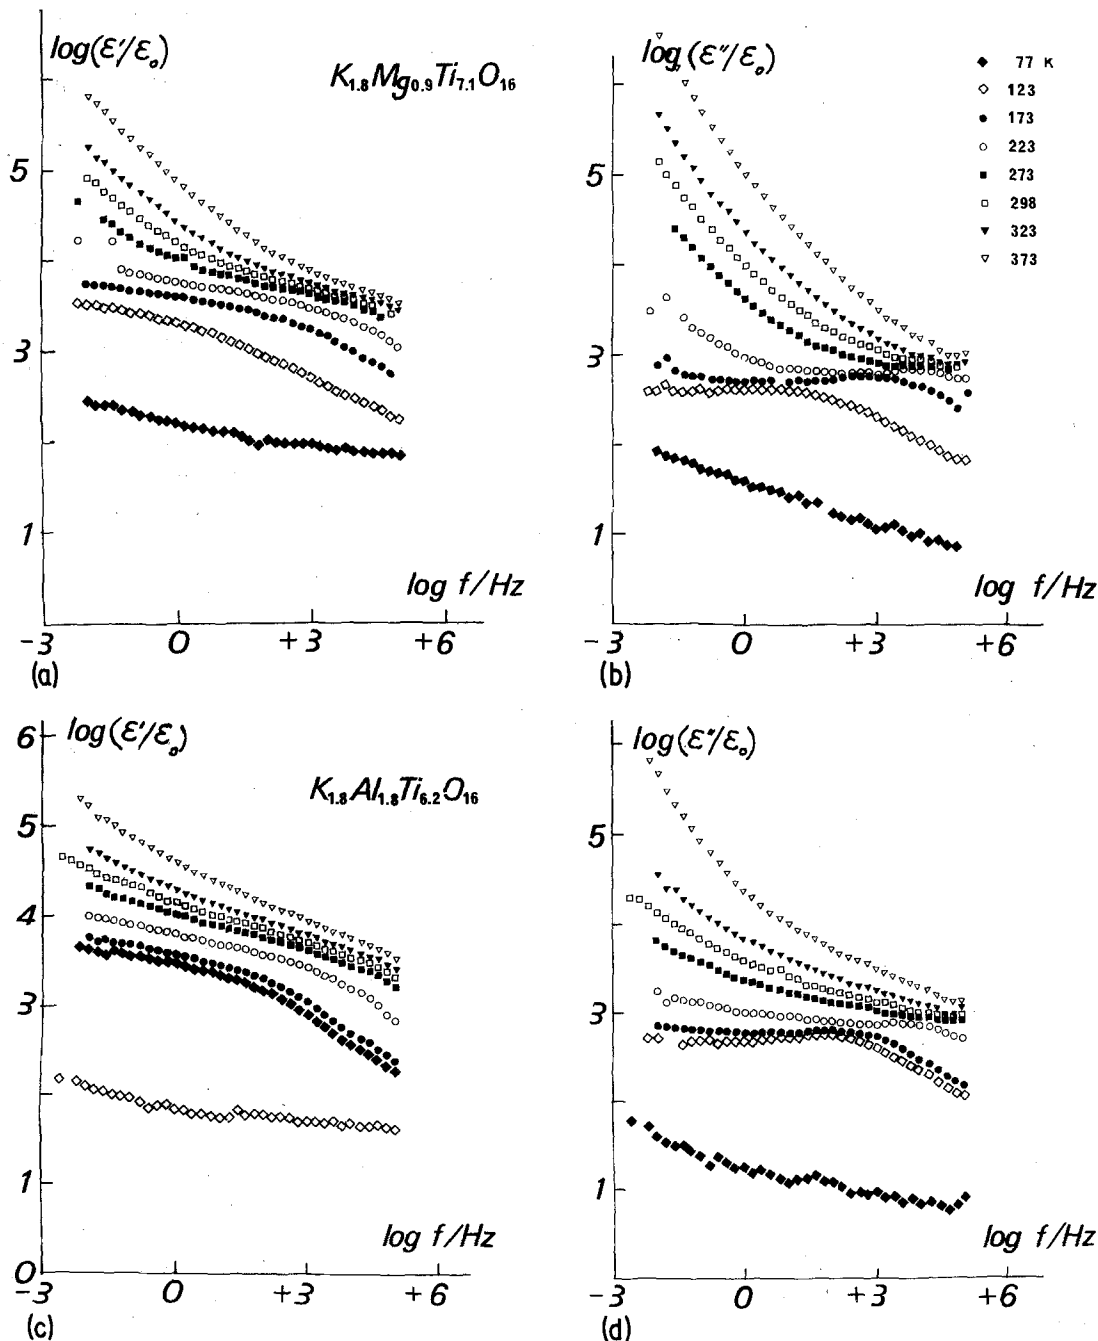 log(ε′/ε₀)
K₁.₈Mg₀.₉Ti₇.₁O₁₆
5
3
1
log f/Hz
-3 0 +3 +6
(a)
log(ε″/ε₀)
◆ 77 K
◇ 123
● 173
○ 223
■ 273
□ 298
▼ 323
▽ 373
5
3
1
log f/Hz
-3 0 +3 +6
(b)
log(ε′/ε₀)
K₁.₈Al₁.₈Ti₆.₂O₁₆
6
5
4
3
1
0
log f/Hz
-3 0 +3 +6
(c)
log(ε″/ε₀)
5
3
1
log f/Hz
-3 0 +3 +6
(d)